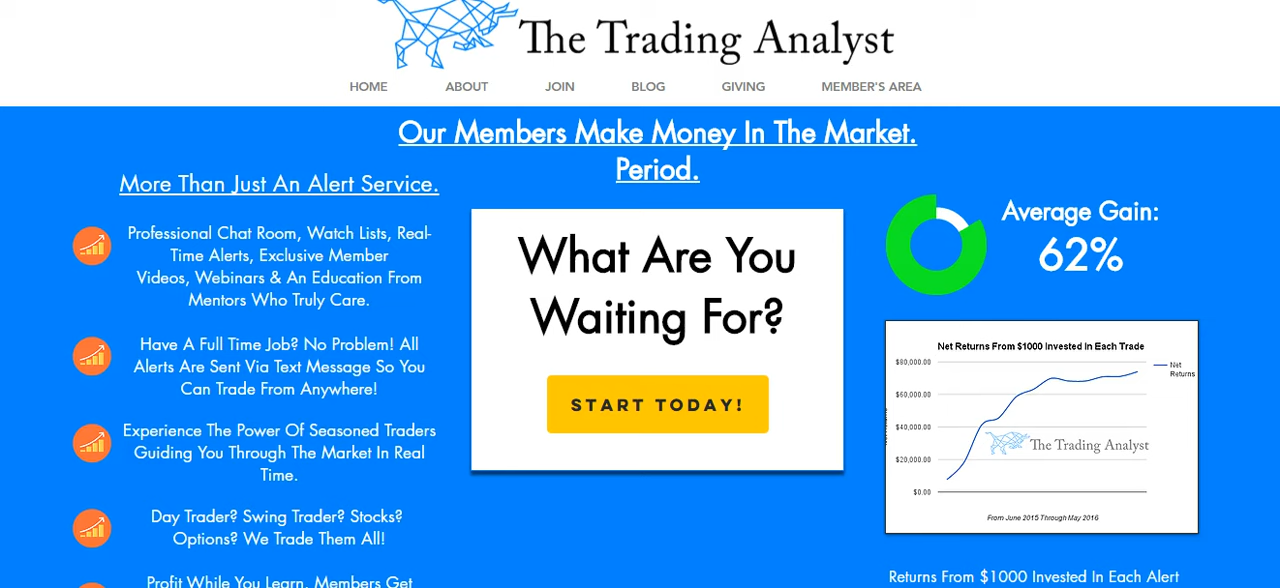 The Trading Analyst
HOME ABOUT JOIN BLOG GIVING MEMBER'S AREA
Our Members Make Money In The Market.
Period.
More Than Just An Alert Service.
Professional Chat Room, Watch Lists, Real-
Time Alerts, Exclusive Member
Videos, Webinars & An Education From
Mentors Who Truly Care.
Have A Full Time Job? No Problem! All
Alerts Are Sent Via Text Message So You
Can Trade From Anywhere!
Experience The Power Of Seasoned Traders
Guiding You Through The Market In Real
Time.
Day Trader? Swing Trader? Stocks?
Options? We Trade Them All!
Profit While You Learn. Members Get
What Are You
Waiting For?
START TODAY!
Average Gain:
62%
Net Returns From $1000 Invested In Each Trade
$80,000.00
$60,000.00
$40,000.00
$20,000.00
$0.00
Net
Returns
The Trading Analyst
From June 2015 Through May 2016
Returns From $1000 Invested In Each Alert